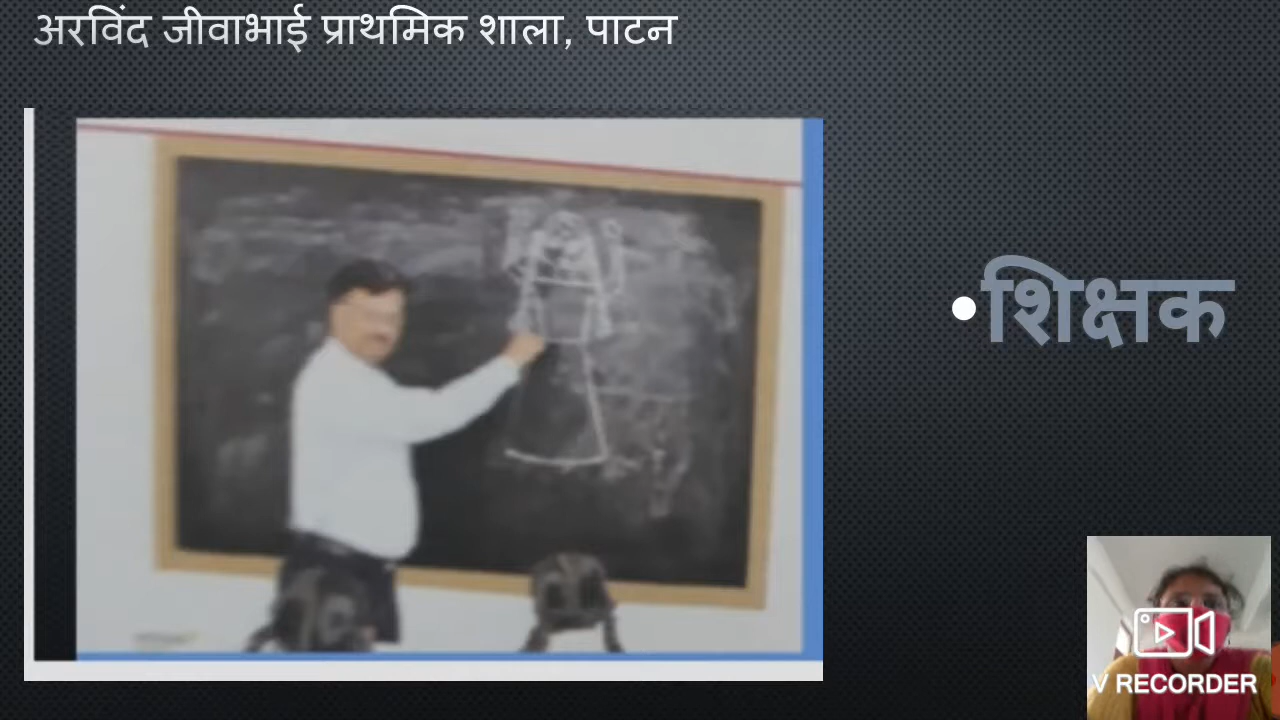 अरविंद जीवाभाई प्राथमिक शाला, पाटन
•शिक्षक
V RECORDER